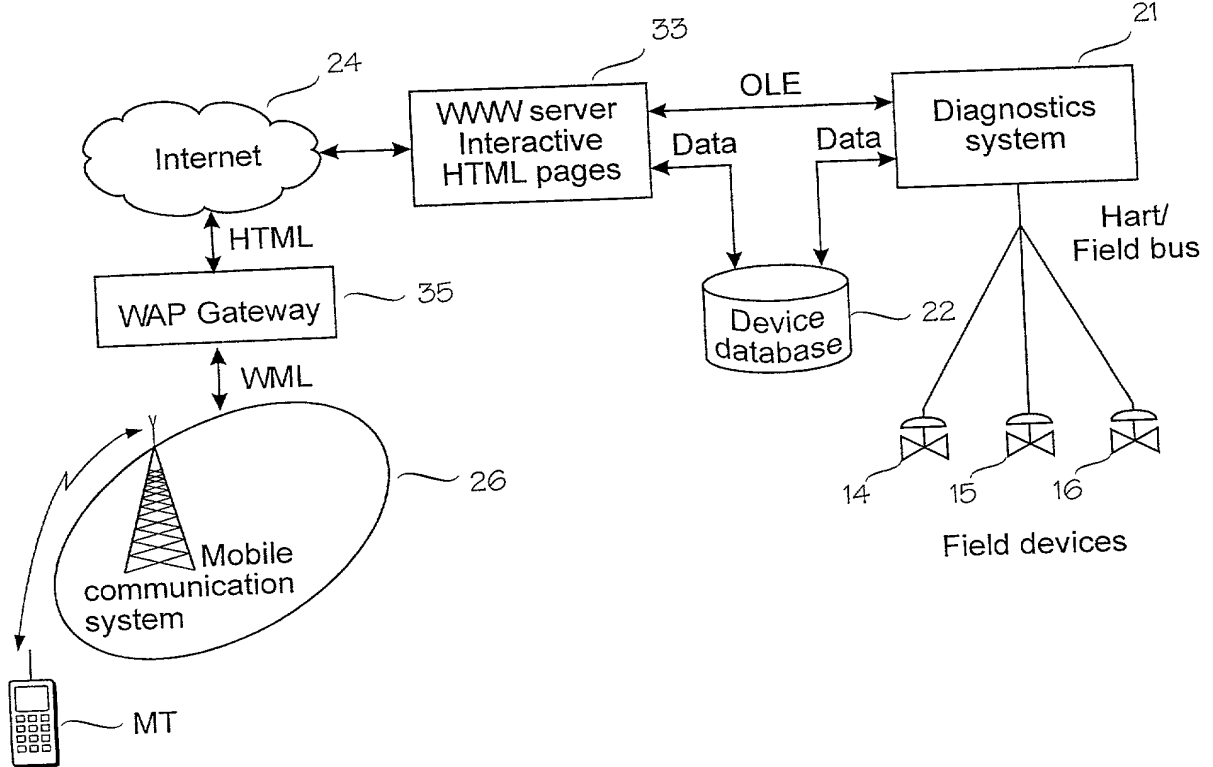 21
33
24
WWW server
Interactive
HTML pages
OLE
Diagnostics
system
Internet
Data
Data
HTML
Hart/
Field bus
WAP Gateway
35
Device
database
22
WML
26
14
15
16
Field devices
Mobile
communication
system
MT